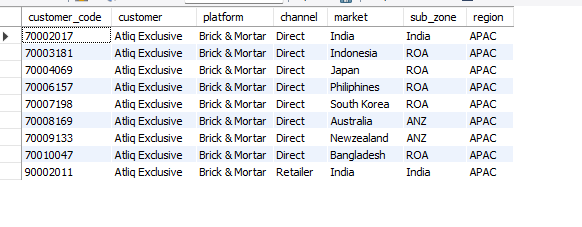 customer_code customer platform channel market sub_zone region
70002017 Atliq Exclusive Brick & Mortar Direct India India APAC
70003181 Atliq Exclusive Brick & Mortar Direct Indonesia ROA APAC
70004069 Atliq Exclusive Brick & Mortar Direct Japan ROA APAC
70006157 Atliq Exclusive Brick & Mortar Direct Philiphines ROA APAC
70007198 Atliq Exclusive Brick & Mortar Direct South Korea ROA APAC
70008169 Atliq Exclusive Brick & Mortar Direct Australia ANZ APAC
70009133 Atliq Exclusive Brick & Mortar Direct Newzealand ANZ APAC
70010047 Atliq Exclusive Brick & Mortar Direct Bangladesh ROA APAC
90002011 Atliq Exclusive Brick & Mortar Retailer India India APAC